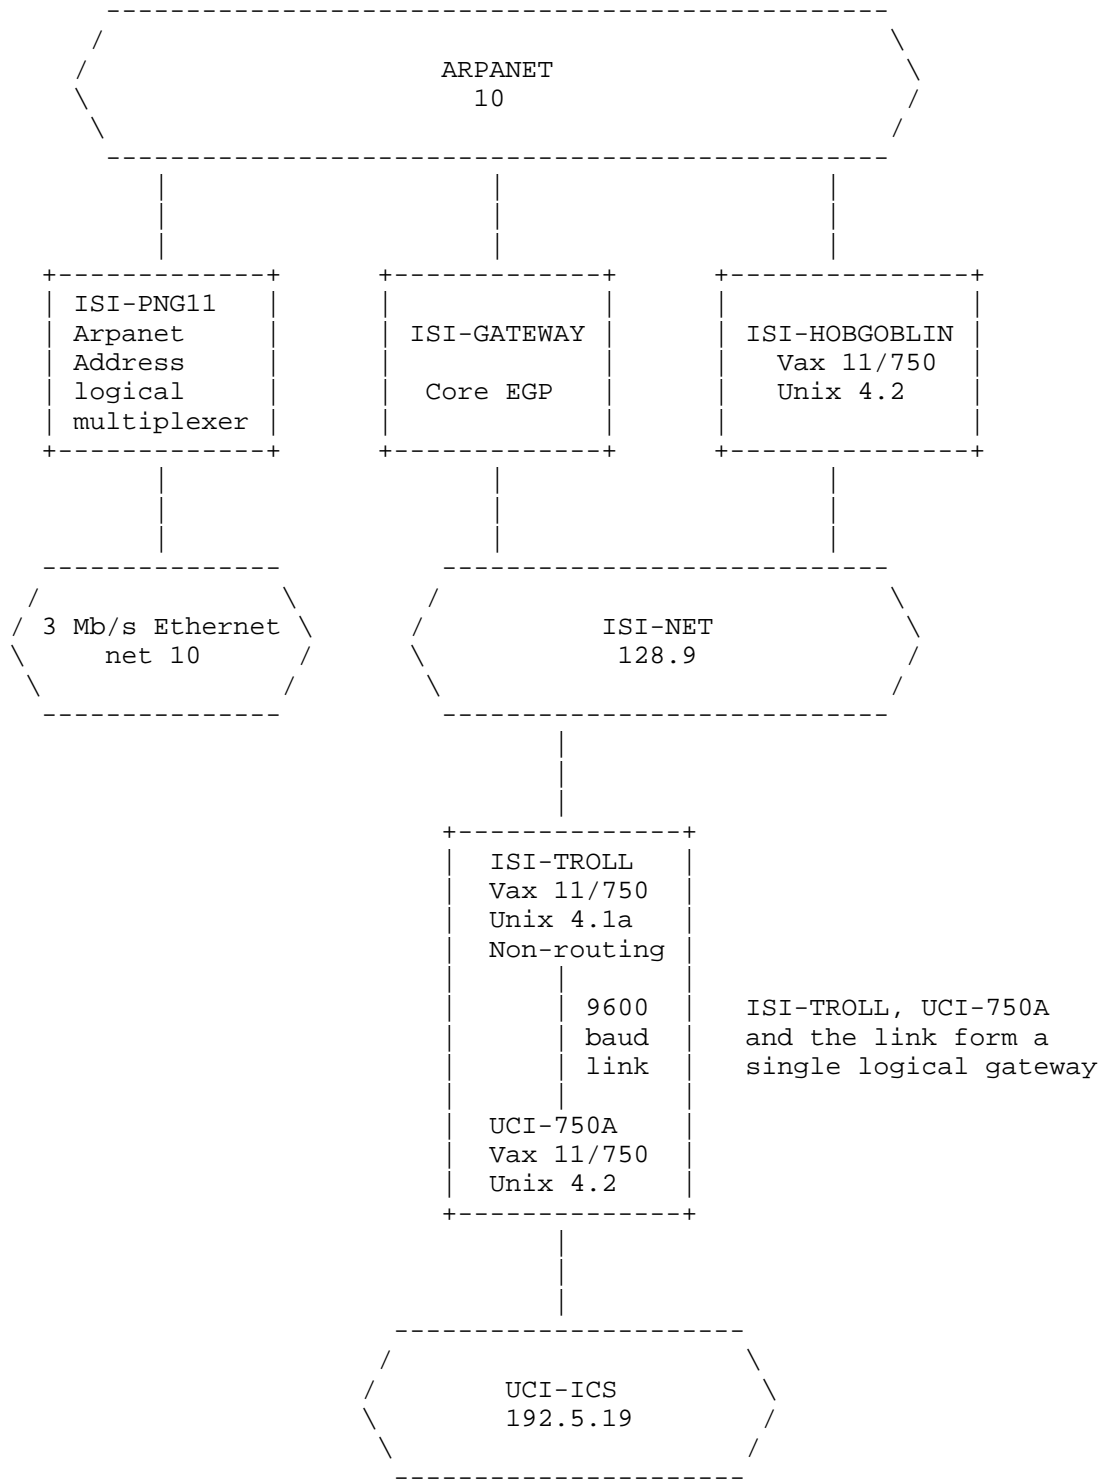 ARPANET
10
ISI-PNG11
Arpanet
Address
logical
multiplexer
ISI-GATEWAY
Core EGP
ISI-HOBGOBLIN
Vax 11/750
Unix 4.2
3 Mb/s Ethernet
net 10
ISI-NET
128.9
ISI-TROLL
Vax 11/750
Unix 4.1a
Non-routing
9600
baud
link
ISI-TROLL, UCI-750A
and the link form a
single logical gateway
UCI-750A
Vax 11/750
Unix 4.2
UCI-ICS
192.5.19